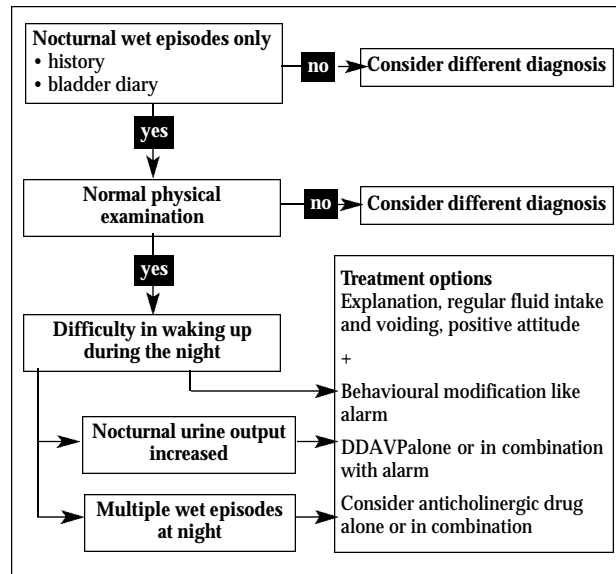 Nocturnal wet episodes only
• history
• bladder diary
no
Consider different diagnosis
yes
Normal physical
examination
no
Consider different diagnosis
yes
Difficulty in waking up
during the night
Nocturnal urine output
increased
Multiple wet episodes
at night
Treatment options
Explanation, regular fluid intake
and voiding, positive attitude
+
Behavioural modification like
alarm
DDAVPalone or in combination
with alarm
Consider anticholinergic drug
alone or in combination